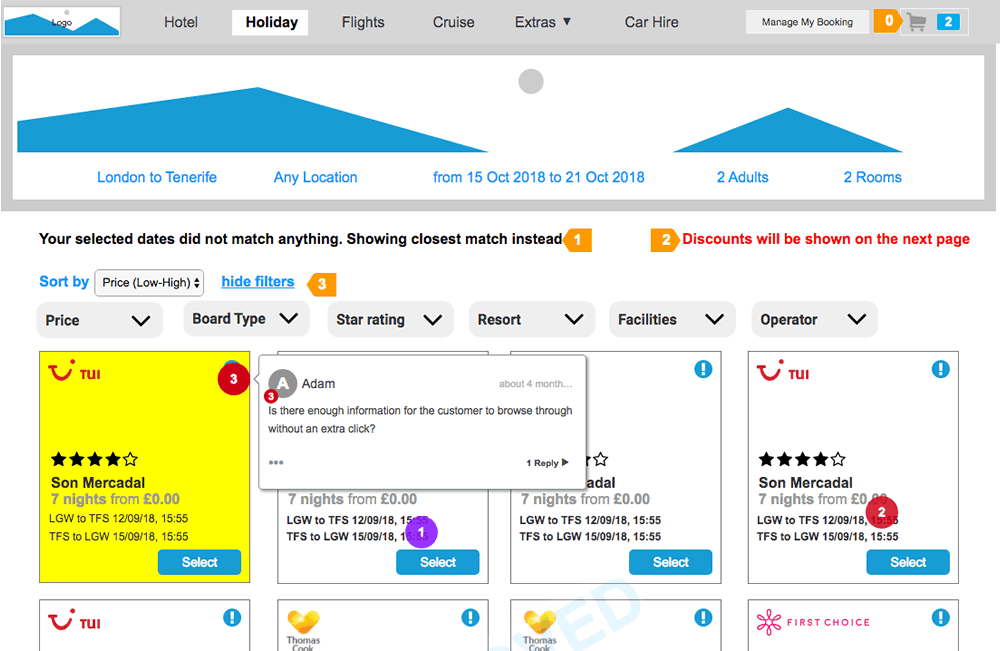 Logo
Hotel
Holiday
Flights
Cruise
Extras ▼
Car Hire
Manage My Booking
0
2
London to Tenerife
Any Location
from 15 Oct 2018 to 21 Oct 2018
2 Adults
2 Rooms
Your selected dates did not match anything. Showing closest match instead
1
2
Discounts will be shown on the next page
Sort by
Price (Low-High)
hide filters
3
Price
Board Type
Star rating
Resort
Facilities
Operator
TUI
3
A
3
Adam
about 4 month...
Is there enough information for the customer to browse through
without an extra click?
•••
1 Reply
TUI
Son Mercadal
7 nights from £0.00
LGW to TFS 12/09/18, 15:55
TFS to LGW 15/09/18, 15:55
Select
7 nights from £0.00
LGW to TFS 12/09/18, 15:55
TFS to LGW 15/09/18,
1
Select
7 nights from £0.00
LGW to TFS 12/09/18, 15:55
TFS to LGW 15/09/18, 15:55
Select
Son Mercadal
7 nights from £0.00
2
LGW to TFS 12/09/18, 15:55
TFS to LGW 15/09/18, 15:55
Select
TUI
Thomas
Cook
Thomas
Cook
FIRST CHOICE